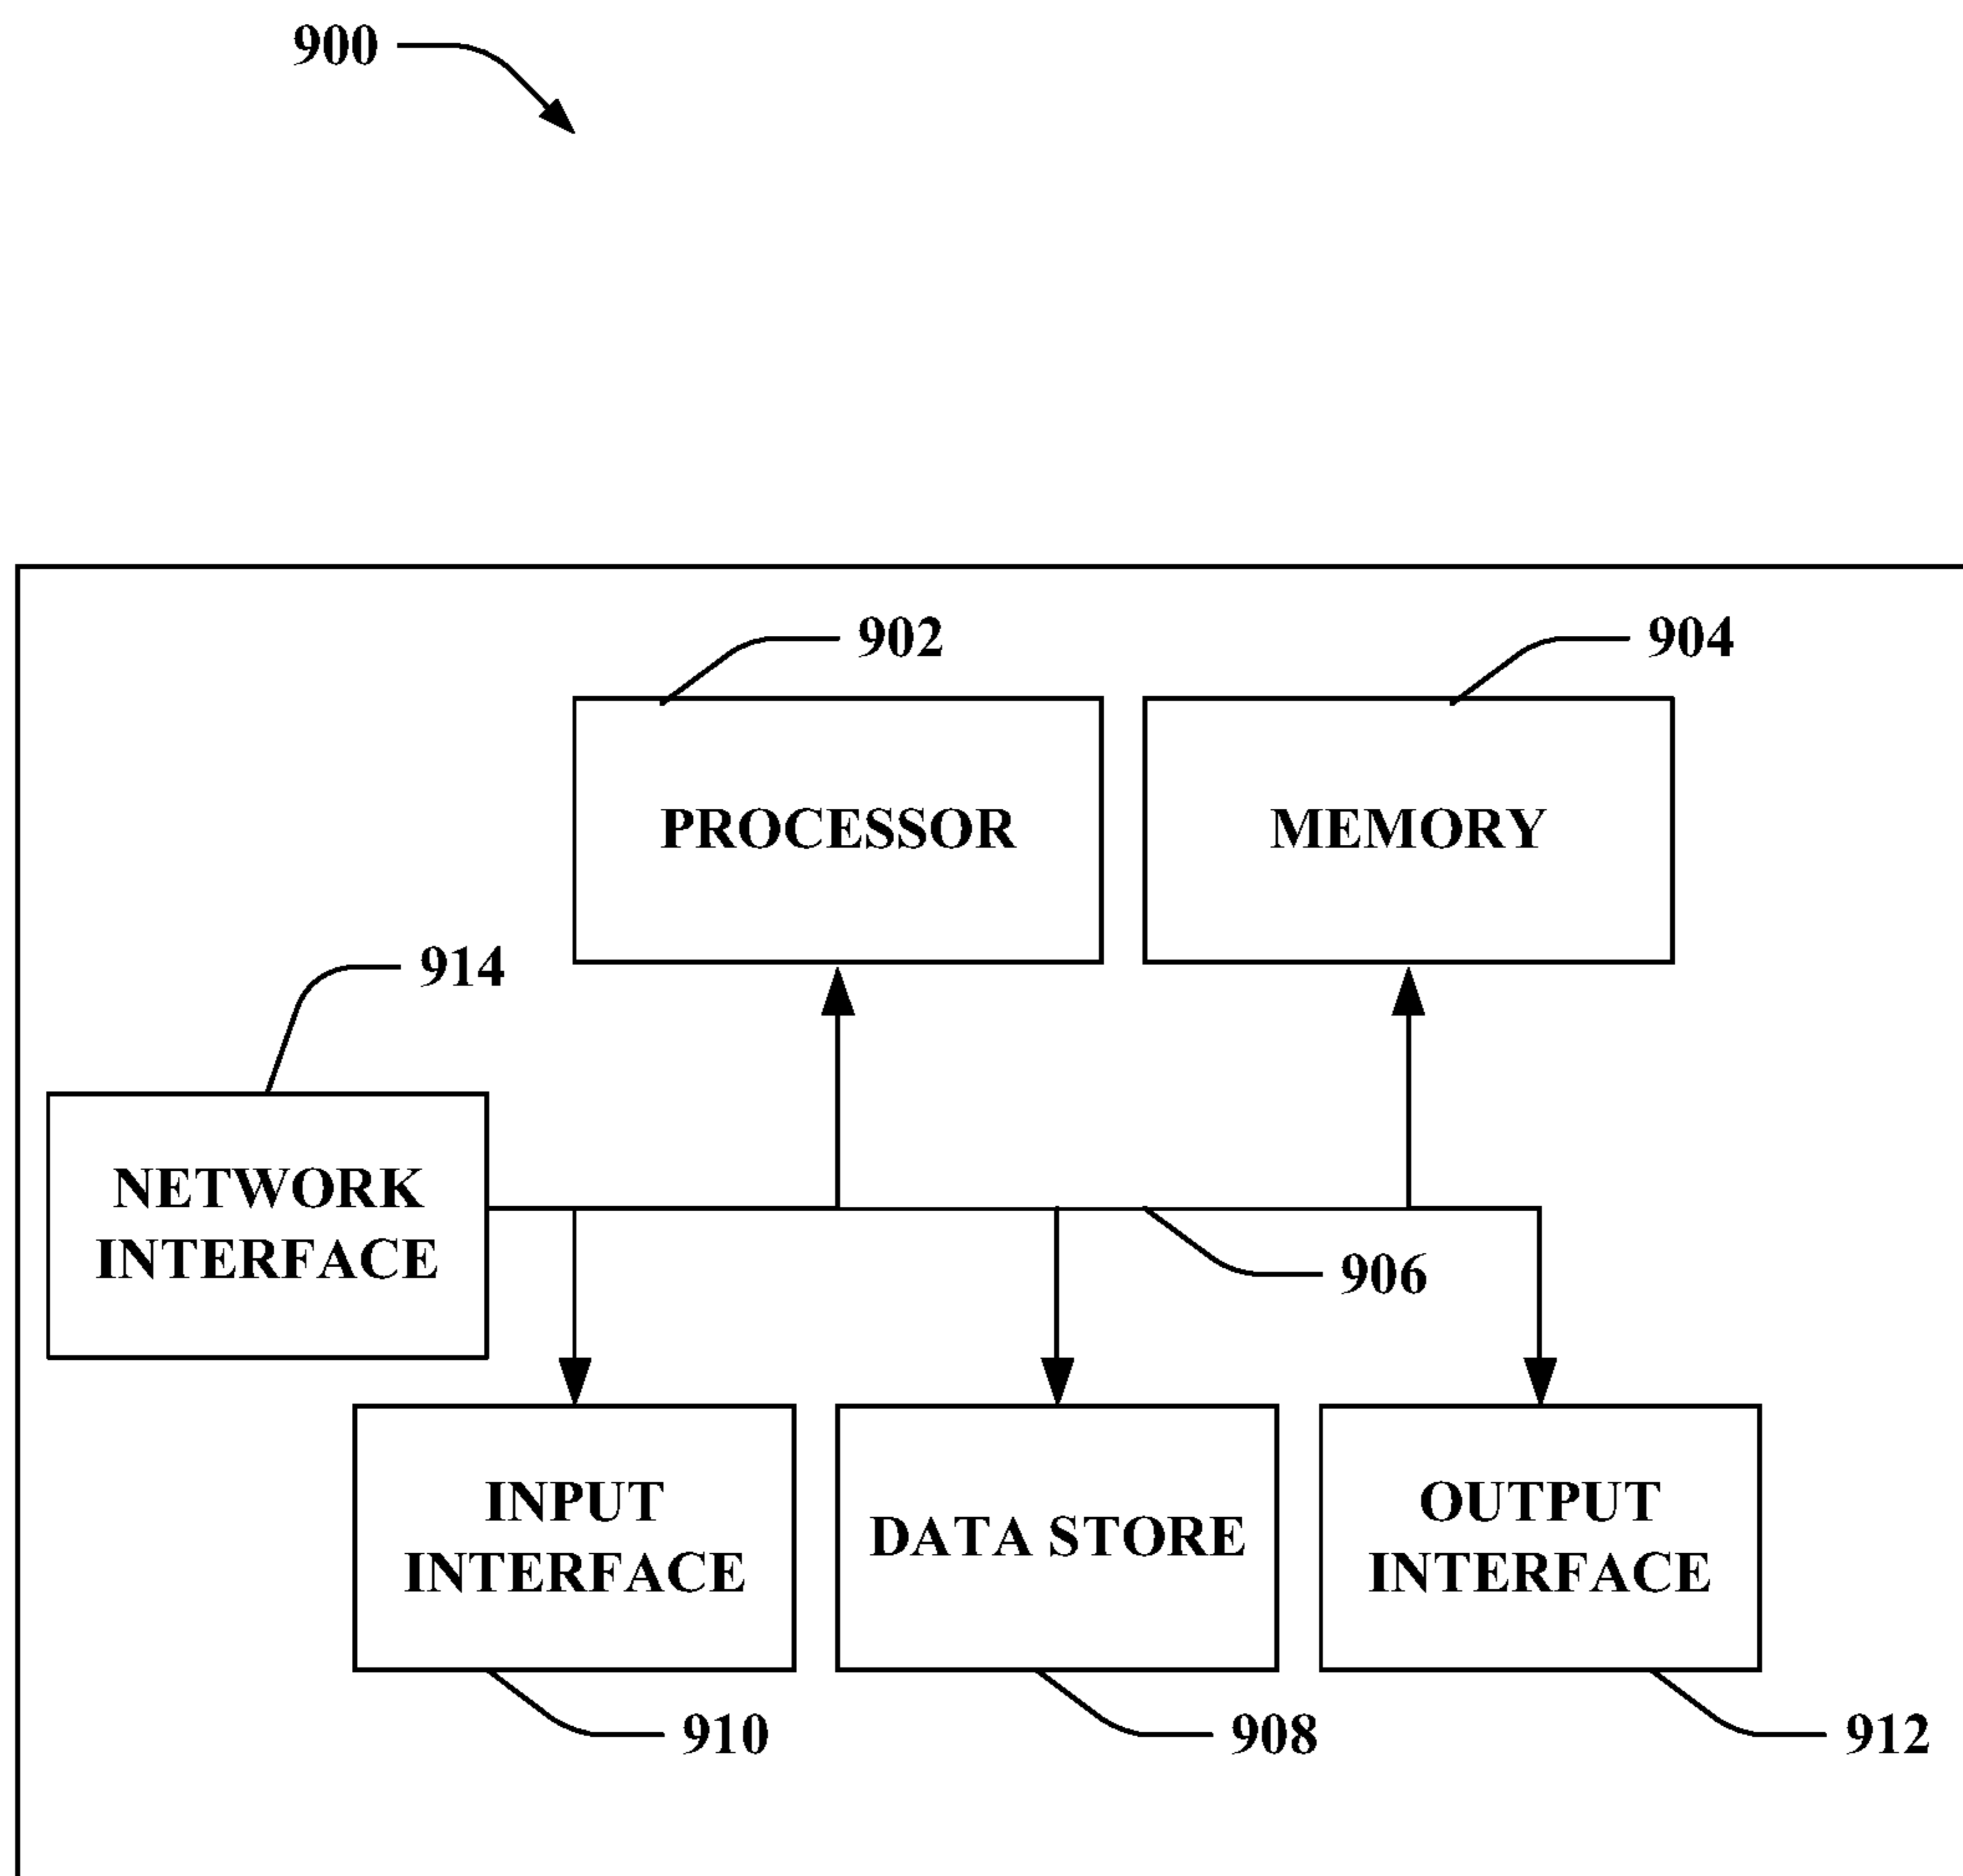 900
902
904
PROCESSOR
MEMORY
914
NETWORK
INTERFACE
906
INPUT
INTERFACE
DATA STORE
OUTPUT
INTERFACE
910
908
912